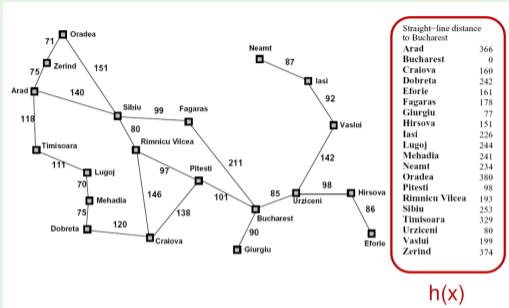 Oradea
71
Neamt
87
Zerind
151
75
Iasi
Arad
140
92
Sibiu
99
Fagaras
118
80
Vaslui
Rimnicu Vilcea
Timisoara
142
111
211
Lugoj
97
Pitesti
70
98
Hirsova
146
85
Mehadia
101
Urziceni
75
138
86
120
Bucharest
Dobreta
90
Craiova
Eforie
Giurgiu
Straight-line distance
to Bucharest
Arad 366
Bucharest 0
Craiova 160
Dobreta 242
Eforie 161
Fagaras 178
Giurgiu 77
Hirsova 151
Iasi 226
Lugoj 244
Mehadia 241
Neamt 234
Oradea 380
Pitesti 98
Rimnicu Vilcea 193
Sibiu 253
Timisoara 329
Urziceni 80
Vaslui 199
Zerind 374
h(x)